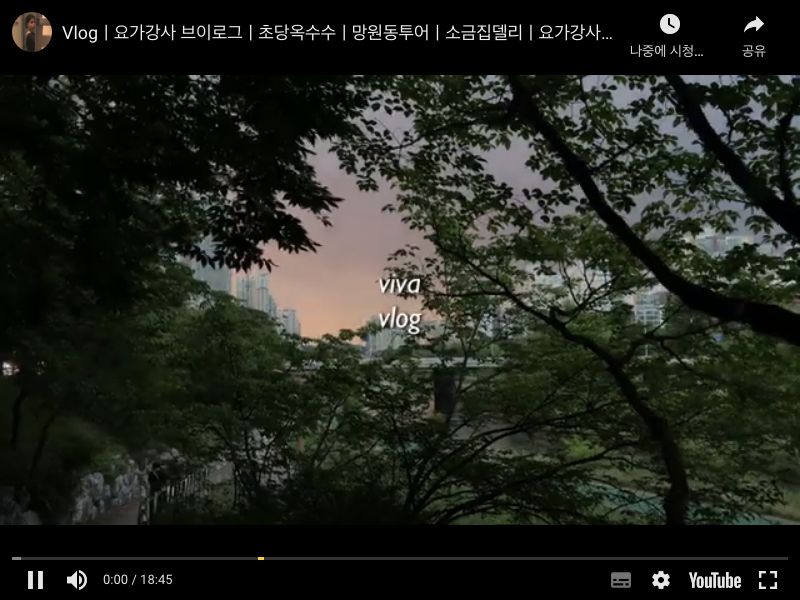 Vlog | 요가강사 브이로그 | 초당옥수수 | 망원동투어 | 소금집델리 | 요가강사...
나중에 시청...
공유
viva
vlog
0:00 / 18:45
YouTube